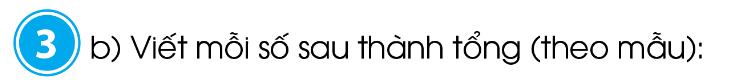 3 b) Viết mỗi số sau thành tổng (theo mẫu):